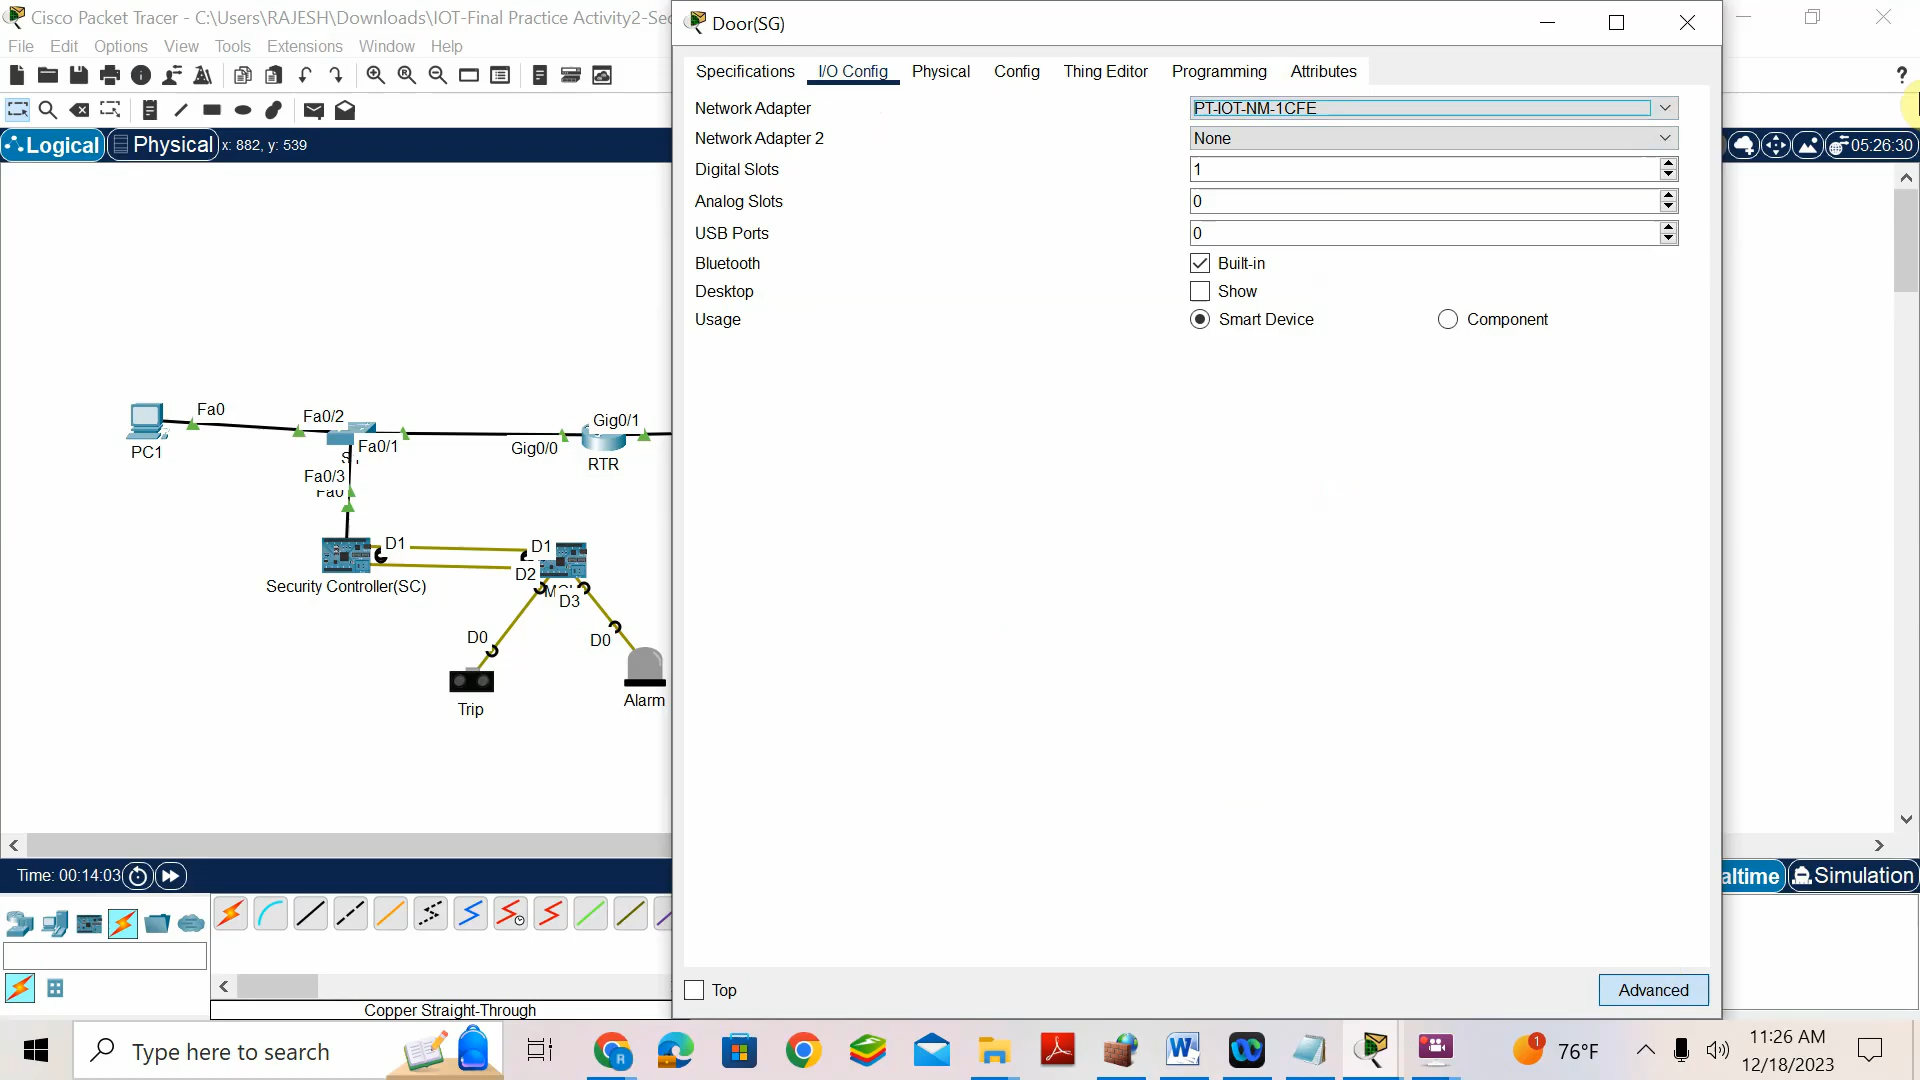 Cisco Packet Tracer - C:\Users\RAJESH\Downloads\IOT-Final Practice Activity2-Sec
File Edit Options View Tools Extensions Window Help
Logical Physical x: 882, y: 539
05:26:30
Door(SG)
Specifications I/O Config Physical Config Thing Editor Programming Attributes
Network Adapter PT-IOT-NM-1CFE
Network Adapter 2 None
Digital Slots 1
Analog Slots 0
USB Ports 0
Bluetooth Built-in
Desktop Show
Usage Smart Device Component
Top Advanced
Fa0
Fa0/2
PC1
Fa0/1
Fa0/3
Fa0
Gig0/0
Gig0/1
RTR
D1
D1
D2
Security Controller(SC)
D3
D0
D0
Trip
Alarm
Time: 00:14:03
altime Simulation
Copper Straight-Through
Type here to search
76°F
11:26 AM
12/18/2023